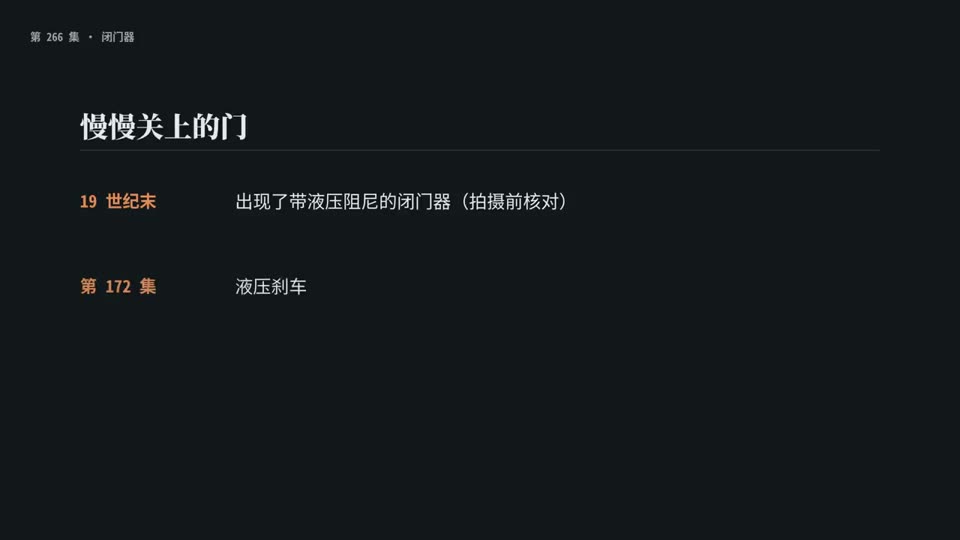 第 266 集 · 闭门器
慢慢关上的门
19 世纪末 出现了带液压阻尼的闭门器（拍摄前核对）
第 172 集 液压刹车